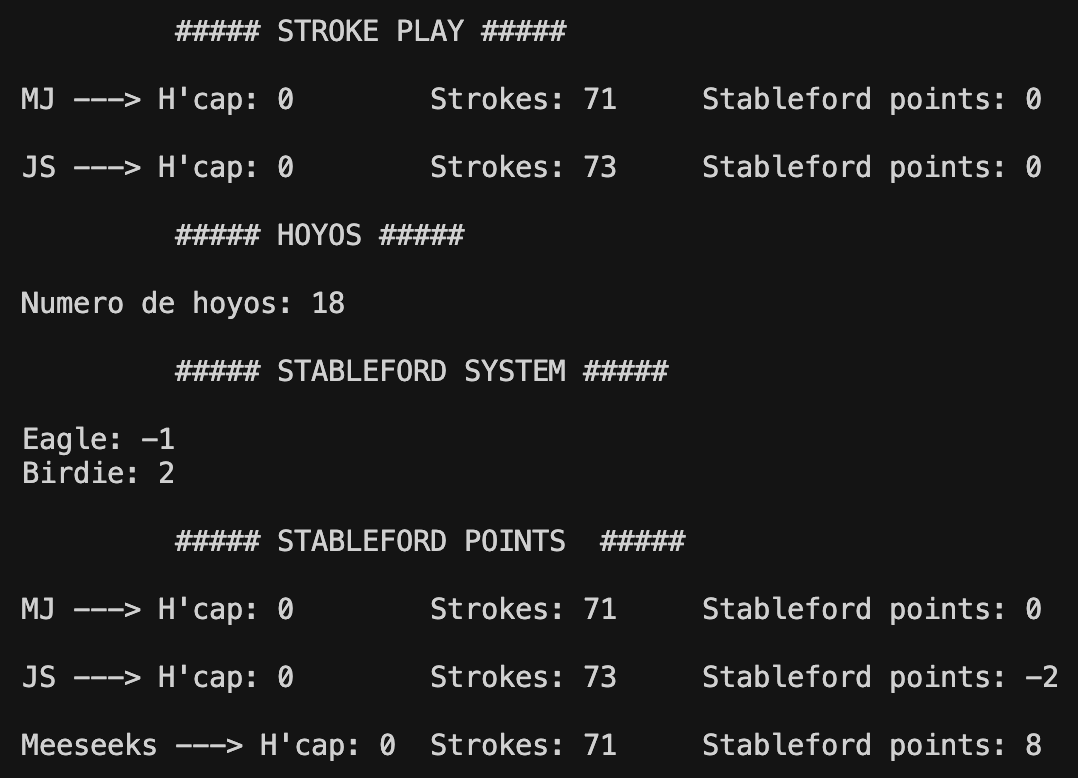 ##### STROKE PLAY #####
MJ ---> H'cap: 0 Strokes: 71 Stableford points: 0
JS ---> H'cap: 0 Strokes: 73 Stableford points: 0
##### HOYOS #####
Numero de hoyos: 18
##### STABLEFORD SYSTEM #####
Eagle: -1
Birdie: 2
##### STABLEFORD POINTS #####
MJ ---> H'cap: 0 Strokes: 71 Stableford points: 0
JS ---> H'cap: 0 Strokes: 73 Stableford points: -2
Meeseeks ---> H'cap: 0 Strokes: 71 Stableford points: 8